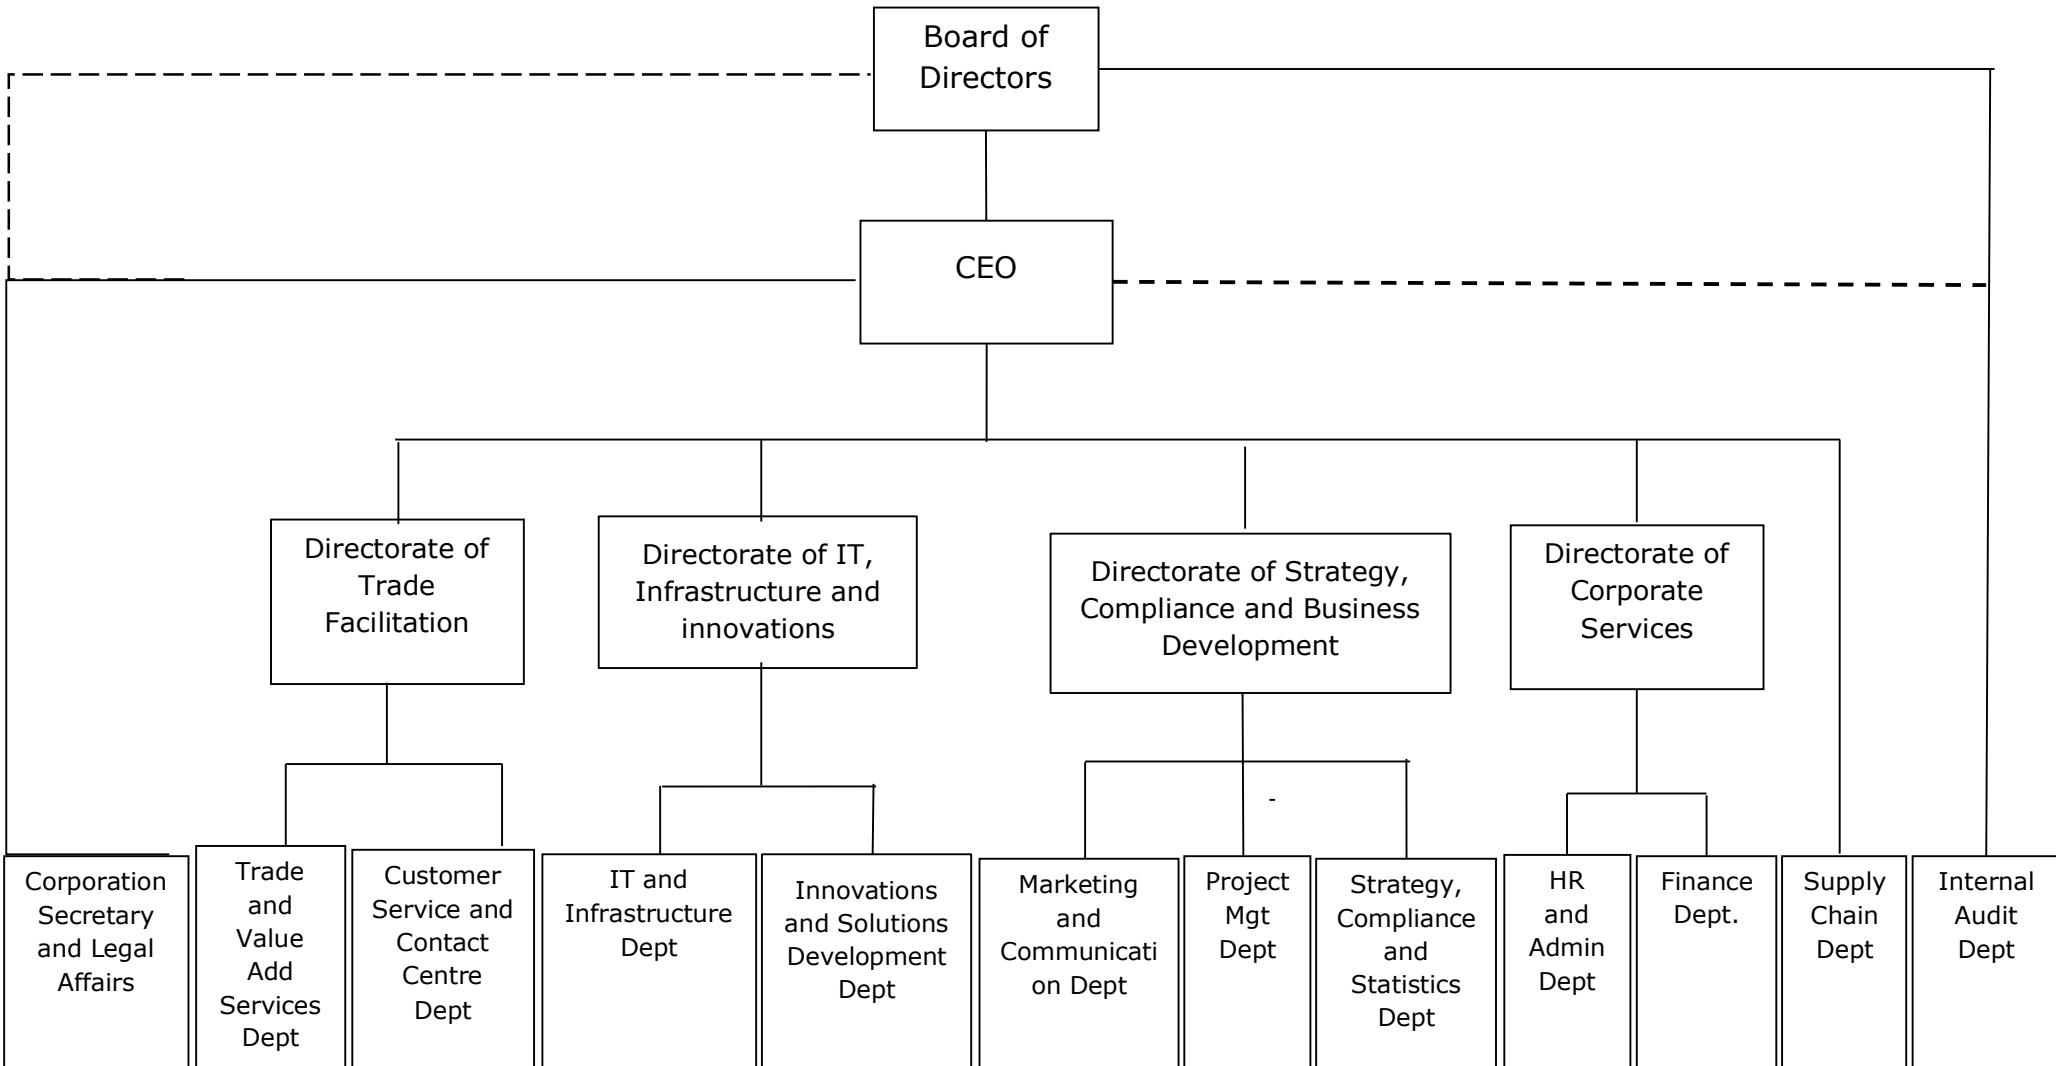 Board of
Directors
CEO
Directorate of
Trade
Facilitation
Directorate of IT,
Infrastructure and
innovations
Directorate of Strategy,
Compliance and Business
Development
Directorate of
Corporate
Services
-
Corporation
Secretary
and Legal
Affairs
Trade
and
Value
Add
Services
Dept
Customer
Service and
Contact
Centre
Dept
IT and
Infrastructure
Dept
Innovations
and Solutions
Development
Dept
Marketing
and
Communicati
on Dept
Project
Mgt
Dept
Strategy,
Compliance
and
Statistics
Dept
HR
and
Admin
Dept
Finance
Dept.
Supply
Chain
Dept
Internal
Audit
Dept